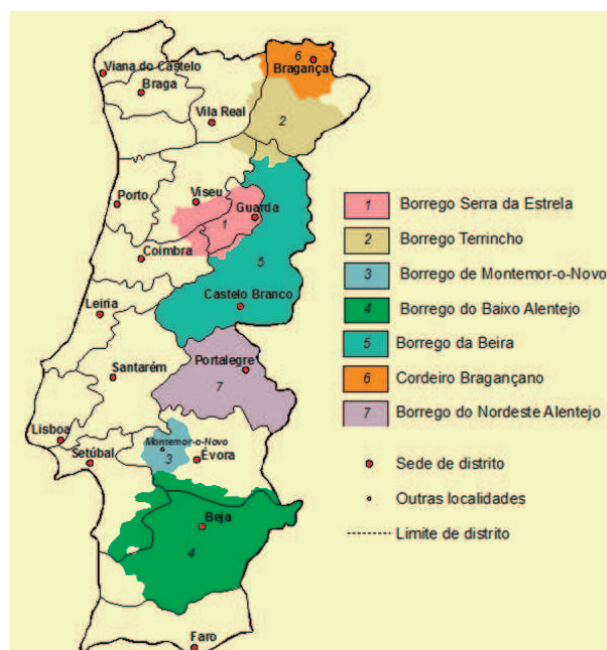 6
Bragança
Viana do Castelo
Braga
Vila Real
2
Porto
Viseu
Guarda
1
Coimbra
5
Leiria
Castelo Branco
Santarém
Portalegre
7
Lisboa
Setúbal
Montemor-o-Novo
3
Évora
Beja
4
Faro
1 Borrego Serra da Estrela
2 Borrego Terrincho
3 Borrego de Montemor-o-Novo
4 Borrego do Baixo Alentejo
5 Borrego da Beira
6 Cordeiro Bragançano
7 Borrego do Nordeste Alentejo
Sede de distrito
Outras localidades
Limite de distrito